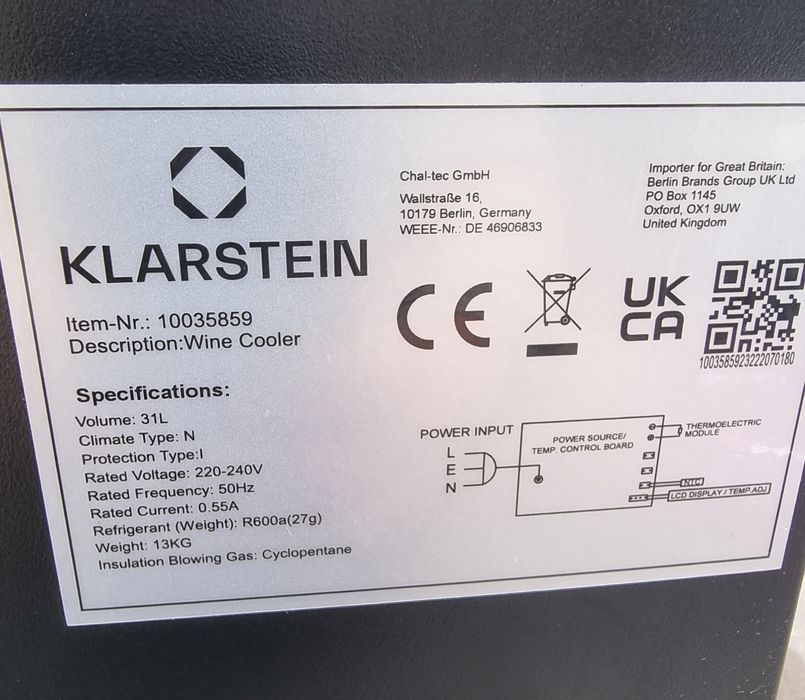 KLARSTEIN
Item-Nr.: 10035859
Description:Wine Cooler
Specifications:
Volume: 31L
Climate Type: N
Protection Type:I
Rated Voltage: 220-240V
Rated Frequency: 50Hz
Rated Current: 0.55A
Refrigerant (Weight): R600a(27g)
Weight: 13KG
Insulation Blowing Gas: Cyclopentane
Chal-tec GmbH
Wallstraße 16,
10179 Berlin, Germany
WEEE-Nr.: DE 46906833
Importer for Great Britain:
Berlin Brands Group UK Ltd
PO Box 1145
Oxford, OX1 9UW
United Kingdom
CE
UK
CA
1003585923222070180
POWER INPUT
L
E
N
POWER SOURCE/
TEMP. CONTROL BOARD
THERMOELECTRIC
MODULE
NTC
LCD DISPLAY / TEMP.ADJ